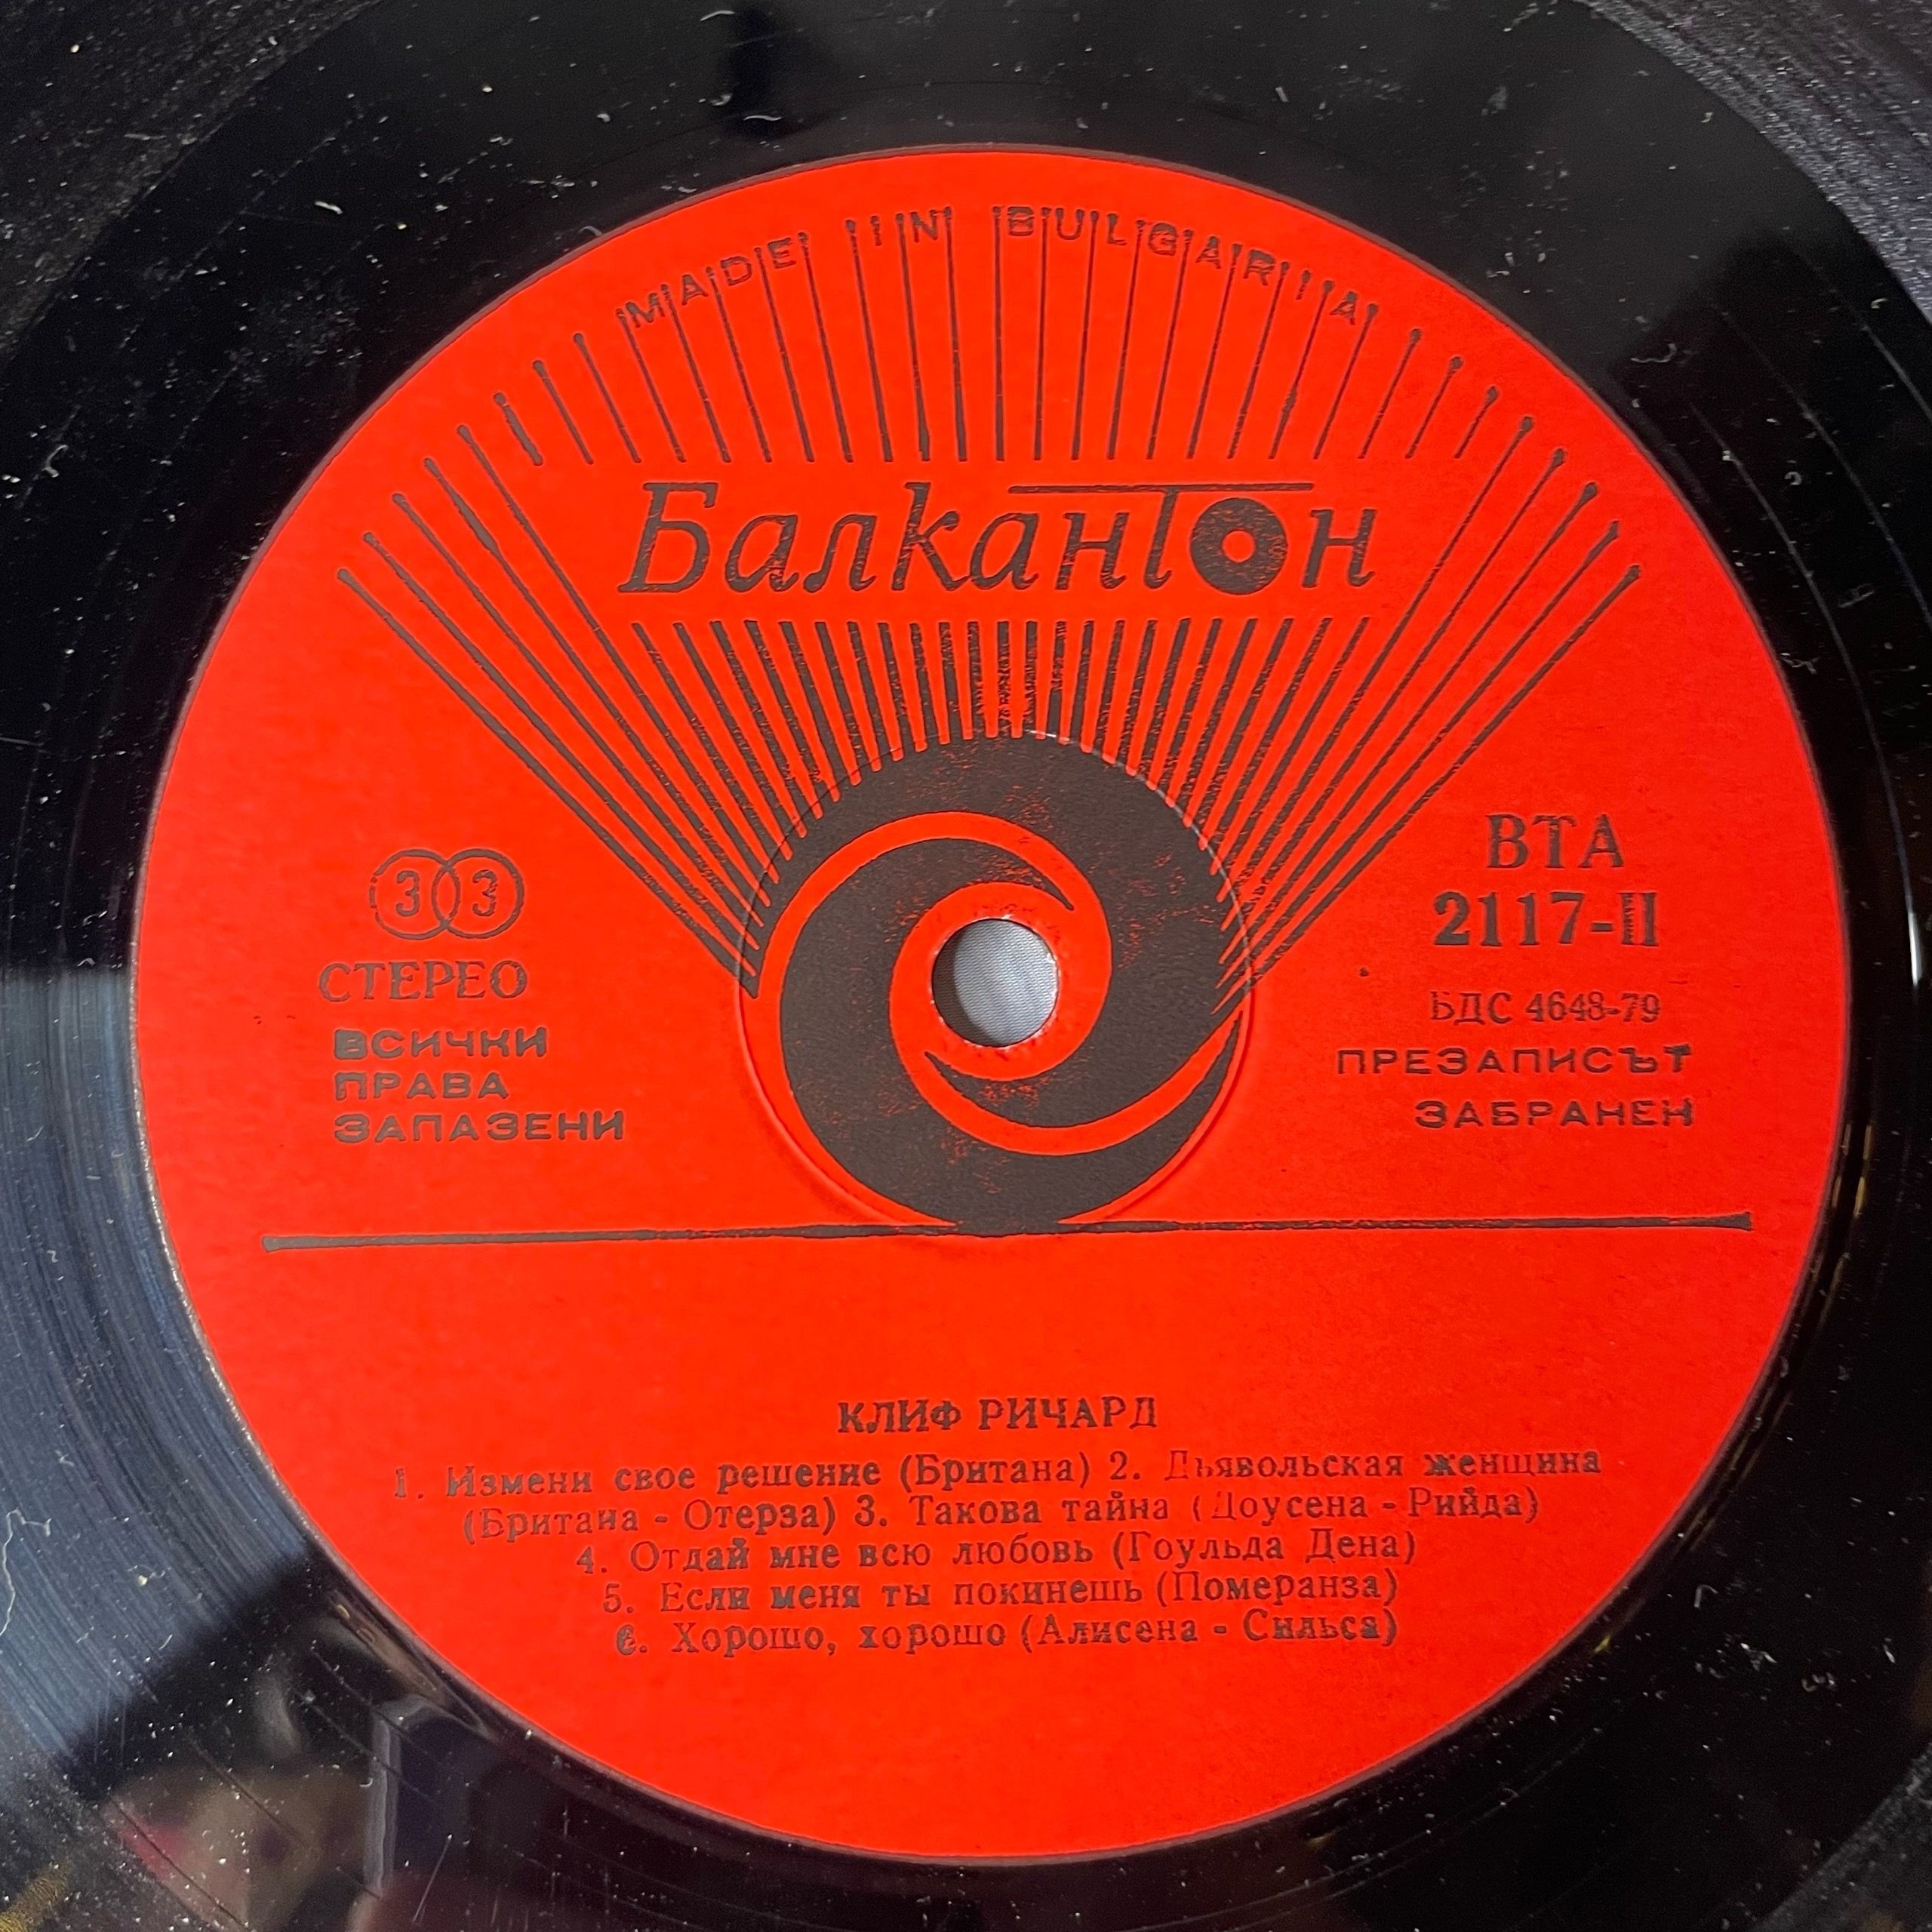 MADE IN BULGARIA
Балкантон
33
СТЕРЕО
ВСИЧКИ
ПРАВА
ЗАПАЗЕНИ
ВТА
2117-II
БДС 4648-79
ПРЕЗАПИСЪТ
ЗАБРАНЕН
КЛИФ РИЧАРД
1. Измени свое решение (Британа) 2. Дьявольская женщина
(Британа - Отерза) 3. Такова тайна (Доусена - Рийда)
4. Отдай мне всю любовь (Гоульда Дена)
5. Если меня ты покинешь (Померанза)
6. Хорошо, хорошо (Алисена - Сильса)